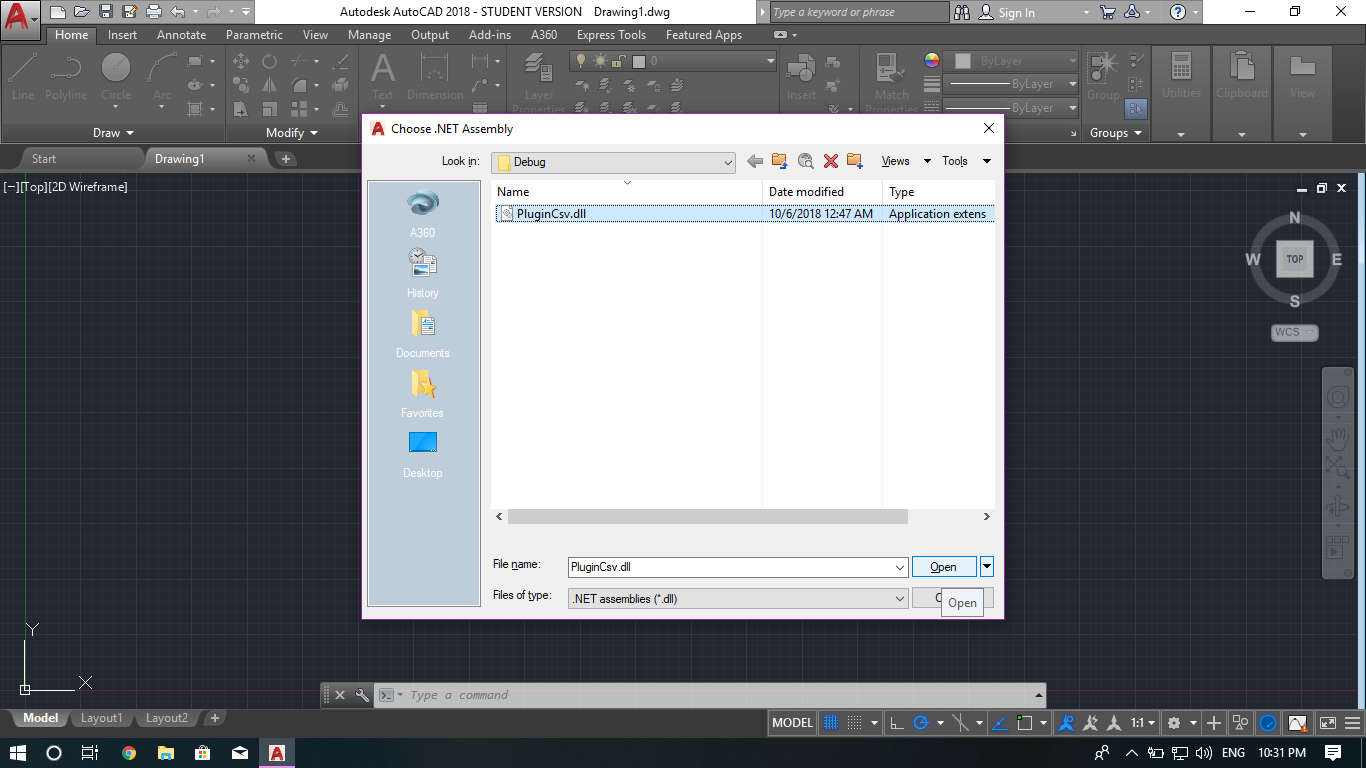 Autodesk AutoCAD 2018 - STUDENT VERSION Drawing1.dwg
Type a keyword or phrase
Sign In
Home Insert Annotate Parametric View Manage Output Add-ins A360 Express Tools Featured Apps
Line Polyline Circle Arc
Text Dimension
Layer
Properties
0
Insert
Match
Properties
ByLayer
ByLayer
ByLayer
Group
Utilities
Clipboard
View
Draw
Modify
Groups
Start
Drawing1
[−][Top][2D Wireframe]
Choose .NET Assembly
Look in:
Debug
Views
Tools
Name
Date modified
Type
PluginCsv.dll
10/6/2018 12:47 AM
Application extens
A360
History
Documents
Favorites
Desktop
File name:
PluginCsv.dll
Open
Files of type:
.NET assemblies (*.dll)
Open
N
W
TOP
E
S
WCS
Y
X
Type a command
Model
Layout1
Layout2
MODEL
1:1
ENG
10:31 PM